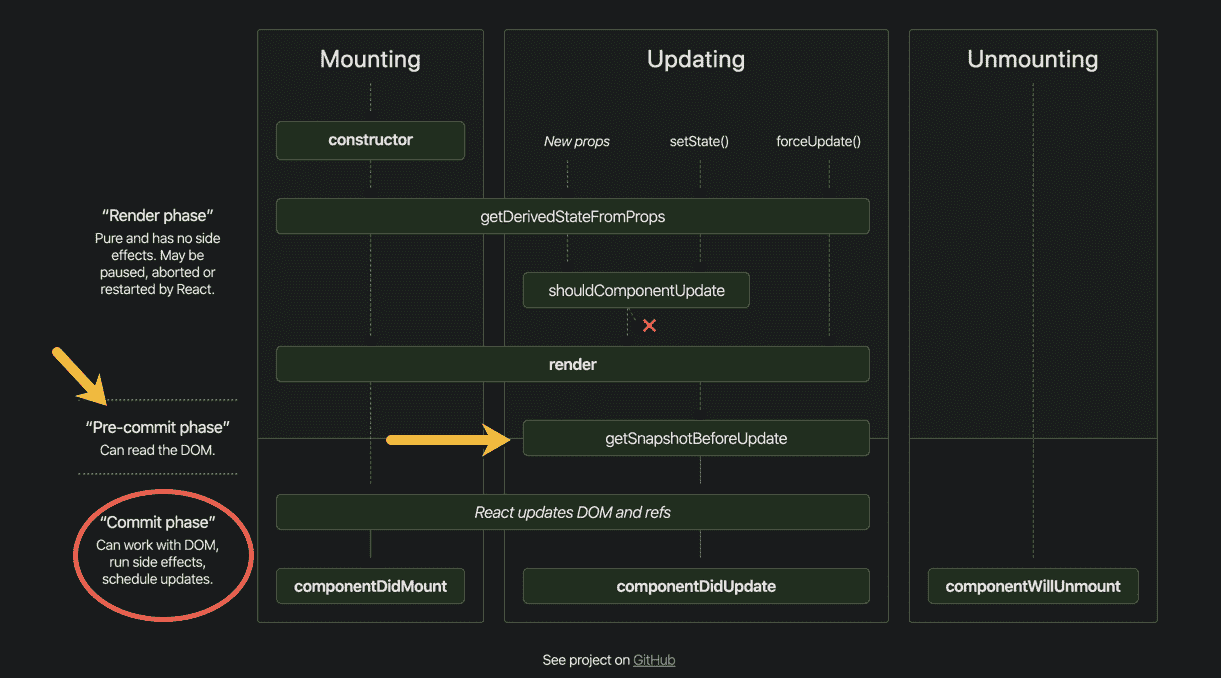 Mounting
Updating
Unmounting
constructor
New props
setState()
forceUpdate()
“Render phase”
Pure and has no side
effects. May be
paused, aborted or
restarted by React.
getDerivedStateFromProps
shouldComponentUpdate
render
“Pre-commit phase”
Can read the DOM.
getSnapshotBeforeUpdate
“Commit phase”
Can work with DOM,
run side effects,
schedule updates.
React updates DOM and refs
componentDidMount
componentDidUpdate
componentWillUnmount
See project on GitHub